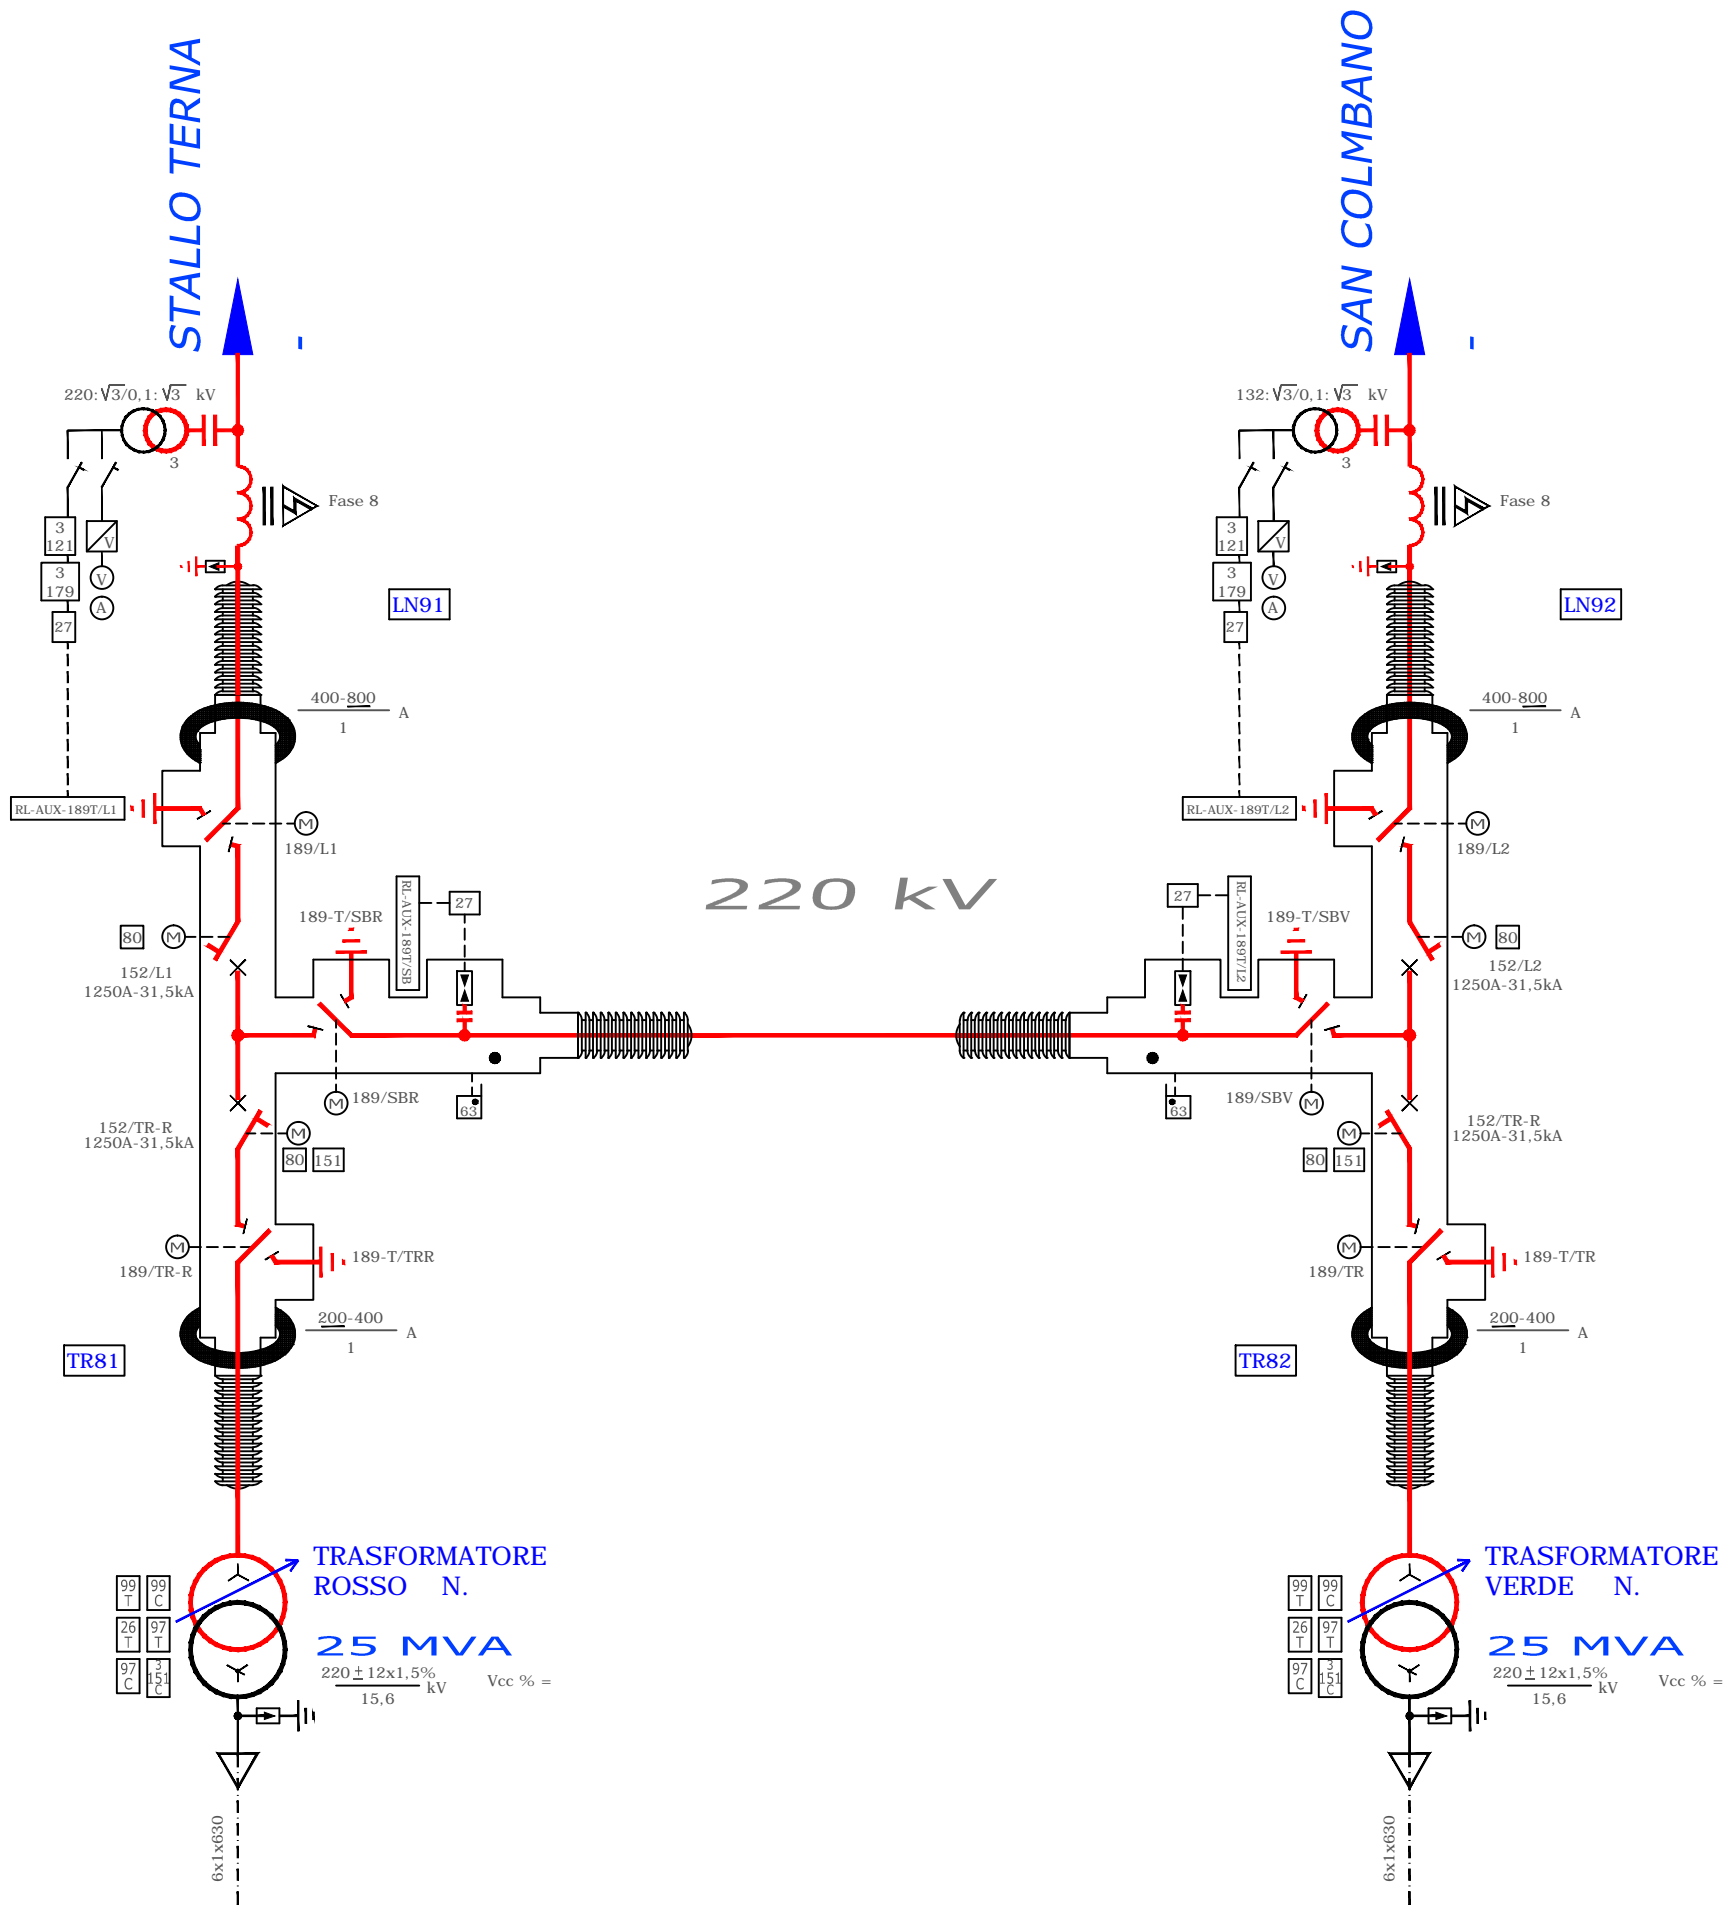 STALLO TERNA
-
SAN COLOMBANO
-
220:√3/0,1:√3 kV
3
Fase 8
3
121
V
3
179
V
A
27
LN91
400-800
1
A
RL-AUX-189T/L1
M
189/L1
80
M
152/L1
1250A-31,5kA
189-T/SBR
RL-AUX-189T/SB
27
M
189/SBR
63
152/TR-R
1250A-31,5kA
M
80
151
M
189/TR-R
189-T/TRR
200-400
1
A
TR81
TRASFORMATORE
ROSSO N.
99
T
99
C
26
T
97
T
97
C
3
151
C
25 MVA
220±12x1,5%
15,6
kV
Vcc % =
6x1x630
220 kV
132:√3/0,1:√3 kV
3
Fase 8
3
121
V
3
179
V
A
27
LN92
400-800
1
A
RL-AUX-189T/L2
M
189/L2
M
80
152/L2
1250A-31,5kA
27
RL-AUX-189T/L2
189-T/SBV
189/SBV
M
63
152/TR-R
1250A-31,5kA
M
80
151
M
189/TR
189-T/TR
200-400
1
A
TR82
TRASFORMATORE
VERDE N.
99
T
99
C
26
T
97
T
97
C
3
151
C
25 MVA
220±12x1,5%
15,6
kV
Vcc % =
6x1x630